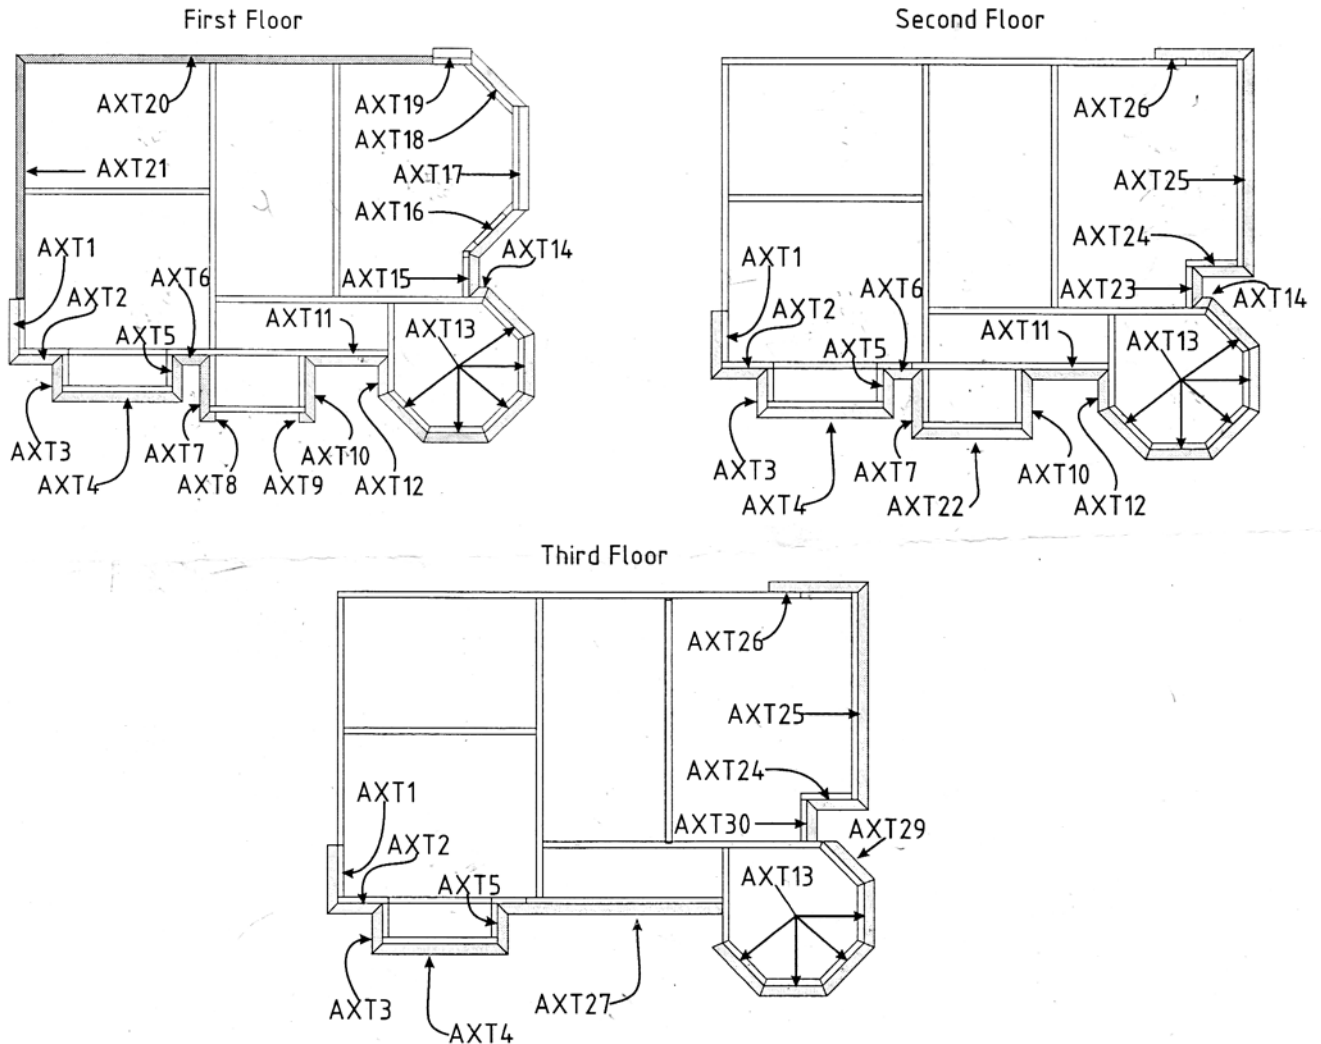 First Floor
AXT20
AXT19
AXT18
AXT21
AXT17
AXT16
AXT1
AXT14
AXT6
AXT15
AXT2
AXT11
AXT5
AXT13
AXT3
AXT7
AXT10
AXT4
AXT8
AXT9
AXT12
Second Floor
AXT26
AXT25
AXT24
AXT1
AXT6
AXT23
AXT14
AXT2
AXT11
AXT5
AXT13
AXT3
AXT7
AXT10
AXT4
AXT22
AXT12
Third Floor
AXT26
AXT25
AXT24
AXT1
AXT30
AXT29
AXT2
AXT5
AXT13
AXT3
AXT27
AXT4